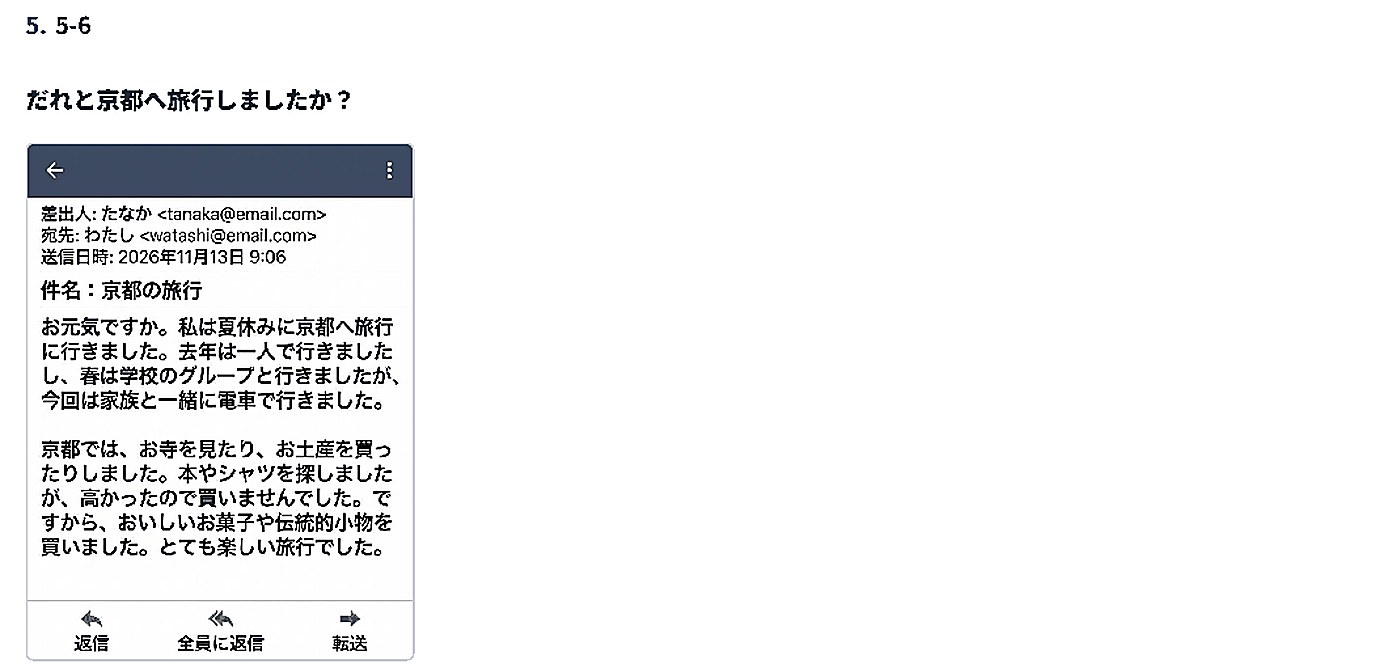 5. 5-6
だれと京都へ旅行しましたか？
差出人: たなか <tanaka@email.com>
宛先: わたし <watashi@email.com>
送信日時: 2026年11月13日 9:06
件名：京都の旅行
お元気ですか。私は夏休みに京都へ旅行
に行きました。去年は一人で行きました
し、春は学校のグループと行きましたが、
今回は家族と一緒に電車で行きました。
京都では、お寺を見たり、お土産を買っ
たりしました。本やシャツを探しました
が、高かったので買いませんでした。で
すから、おいしいお菓子や伝統的小物を
買いました。とても楽しい旅行でした。
返信 全員に返信 転送